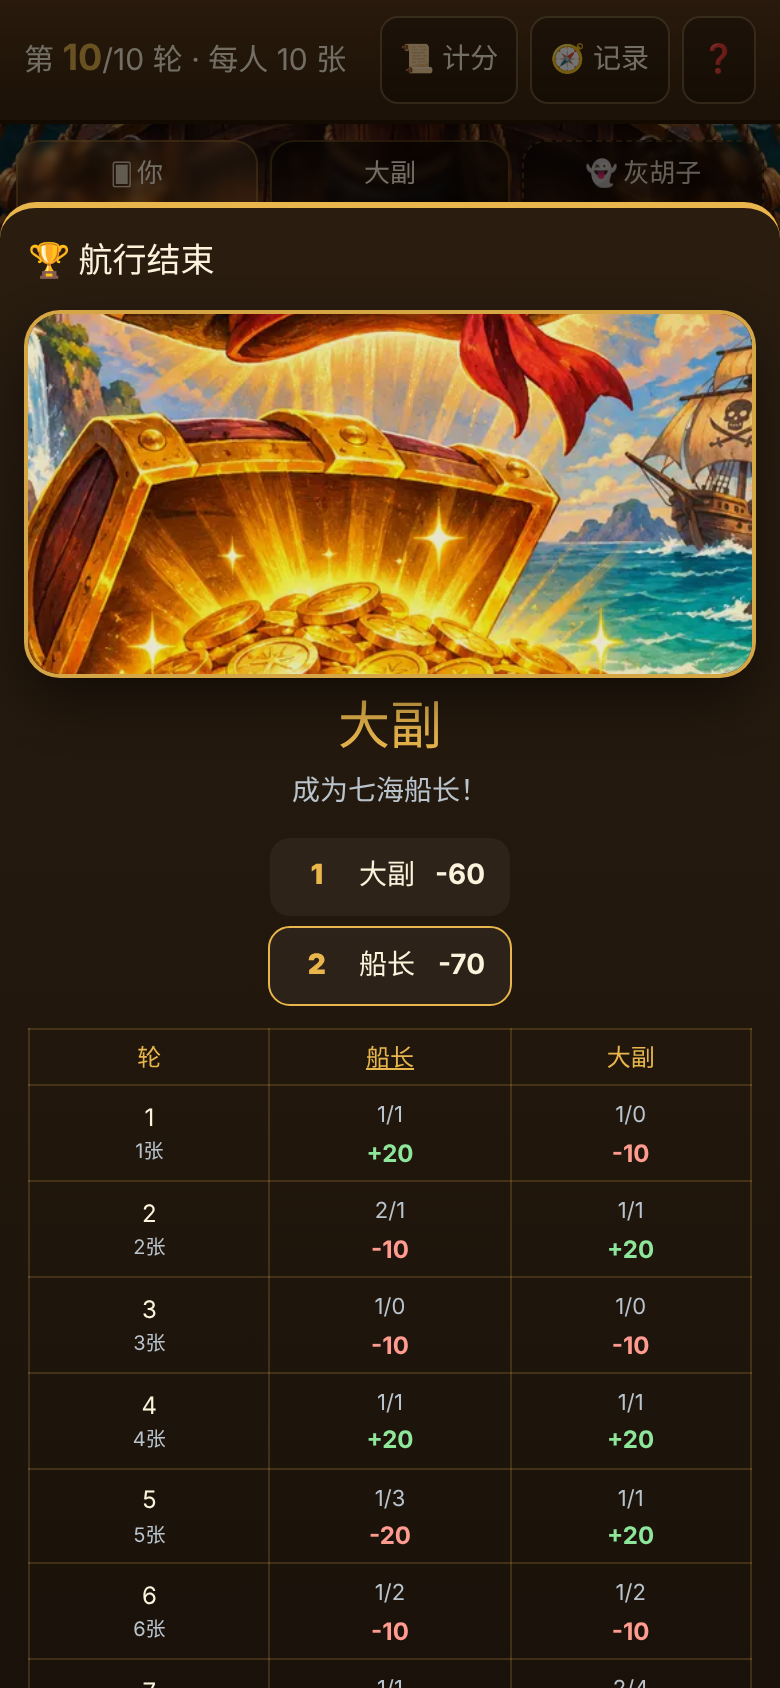 第 10/10 轮 · 每人 10 张
计分
记录
❓
你
大副
灰胡子
航行结束
大副
成为七海船长!
1 大副 -60
2 船长 -70
轮 船长 大副
1 1/1 1/0
1张 +20 -10
2 2/1 1/1
2张 -10 +20
3 1/0 1/0
3张 -10 -10
4 1/1 1/1
4张 +20 +20
5 1/3 1/1
5张 -20 +20
6 1/2 1/2
6张 -10 -10
7 1/1 2/4